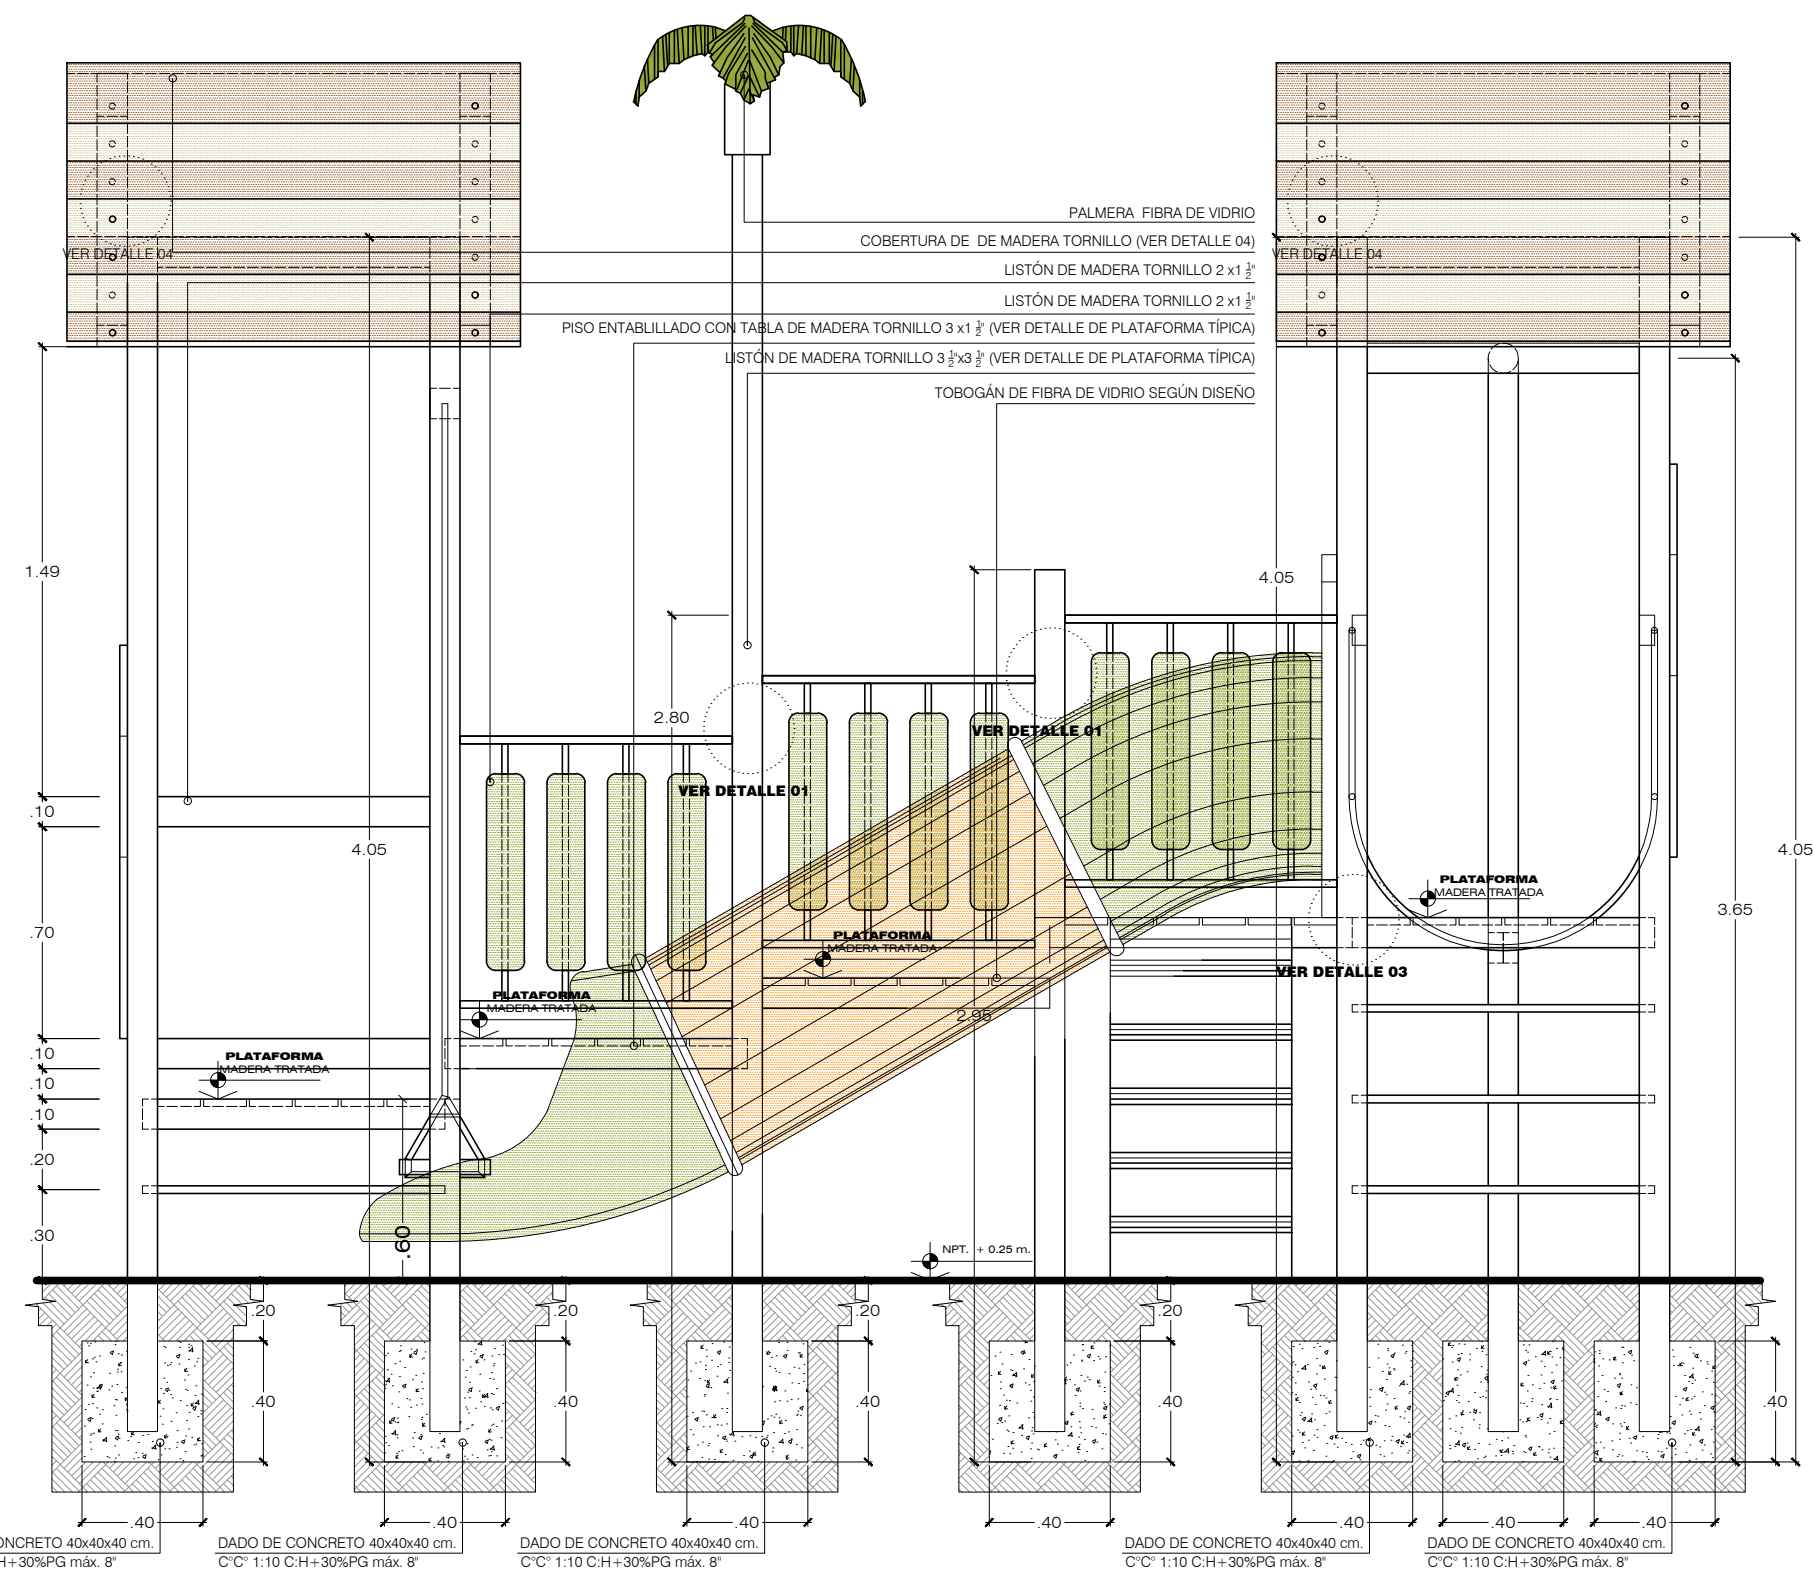 PALMERA FIBRA DE VIDRIO
COBERTURA DE DE MADERA TORNILLO (VER DETALLE 04)
VER DETALLE 04
VER DETALLE 04
LISTÓN DE MADERA TORNILLO 2 x1 ½"
LISTÓN DE MADERA TORNILLO 2 x1 ½"
PISO ENTABLILLADO CON TABLA DE MADERA TORNILLO 3 x1 ½" (VER DETALLE DE PLATAFORMA TÍPICA)
LISTÓN DE MADERA TORNILLO 3 ½"x3 ½" (VER DETALLE DE PLATAFORMA TÍPICA)
TOBOGÁN DE FIBRA DE VIDRIO SEGÚN DISEÑO
1.49
4.05
2.80
VER DETALLE 01
VER DETALLE 01
.10
4.05
4.05
.70
PLATAFORMA
MADERA TRATADA
3.65
PLATAFORMA
MADERA TRATADA
VER DETALLE 03
PLATAFORMA
MADERA TRATADA
2.95
.10
PLATAFORMA
MADERA TRATADA
.10
.10
.20
.30
.60
NPT. + 0.25 m.
.20
.20
.20
.20
.40
.40
.40
.40
.40
.40
.40
.40
.40
.40
.40
.40
ONCRETO 40x40x40 cm.
H+30%PG máx. 8"
DADO DE CONCRETO 40x40x40 cm.
C°C° 1:10 C:H+30%PG máx. 8"
DADO DE CONCRETO 40x40x40 cm.
C°C° 1:10 C:H+30%PG máx. 8"
DADO DE CONCRETO 40x40x40 cm.
C°C° 1:10 C:H+30%PG máx. 8"
DADO DE CONCRETO 40x40x40 cm.
C°C° 1:10 C:H+30%PG máx. 8"